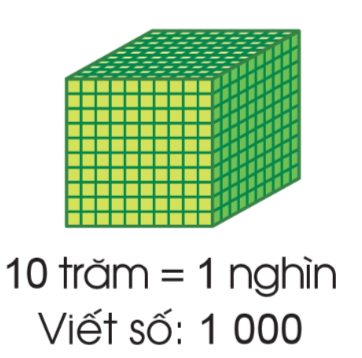 10 trăm = 1 nghìn
Viết số: 1 000